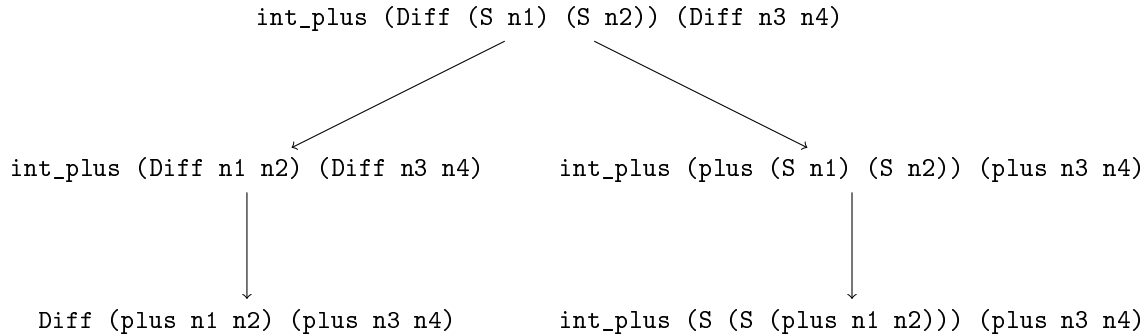 int_plus (Diff (S n1) (S n2)) (Diff n3 n4)
int_plus (Diff n1 n2) (Diff n3 n4)
int_plus (plus (S n1) (S n2)) (plus n3 n4)
Diff (plus n1 n2) (plus n3 n4)
int_plus (S (S (plus n1 n2))) (plus n3 n4)